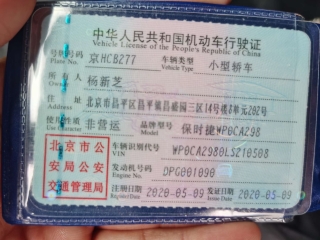 中华人民共和国机动车行驶证
Vehicle License of the People's Republic of China
号牌号码 京HCBZ77 车辆类型 小型轿车
Plate No. Vehicle Type
所有人 杨新芝
Owner
住址 北京市昌平区昌平镇昌崎园三区14号楼8单元202号
Address
使用性质 非营运 品牌型号 保时捷WP0CA298
Use Character Model
北京市公 车辆识别代号 WP0CA2980LS210508
VIN
安局公安 发动机号码 DPG001090
Engine No.
交通管理局 注册日期 2020-05-09 发证日期 2020-05-09
Register Date Issue Date